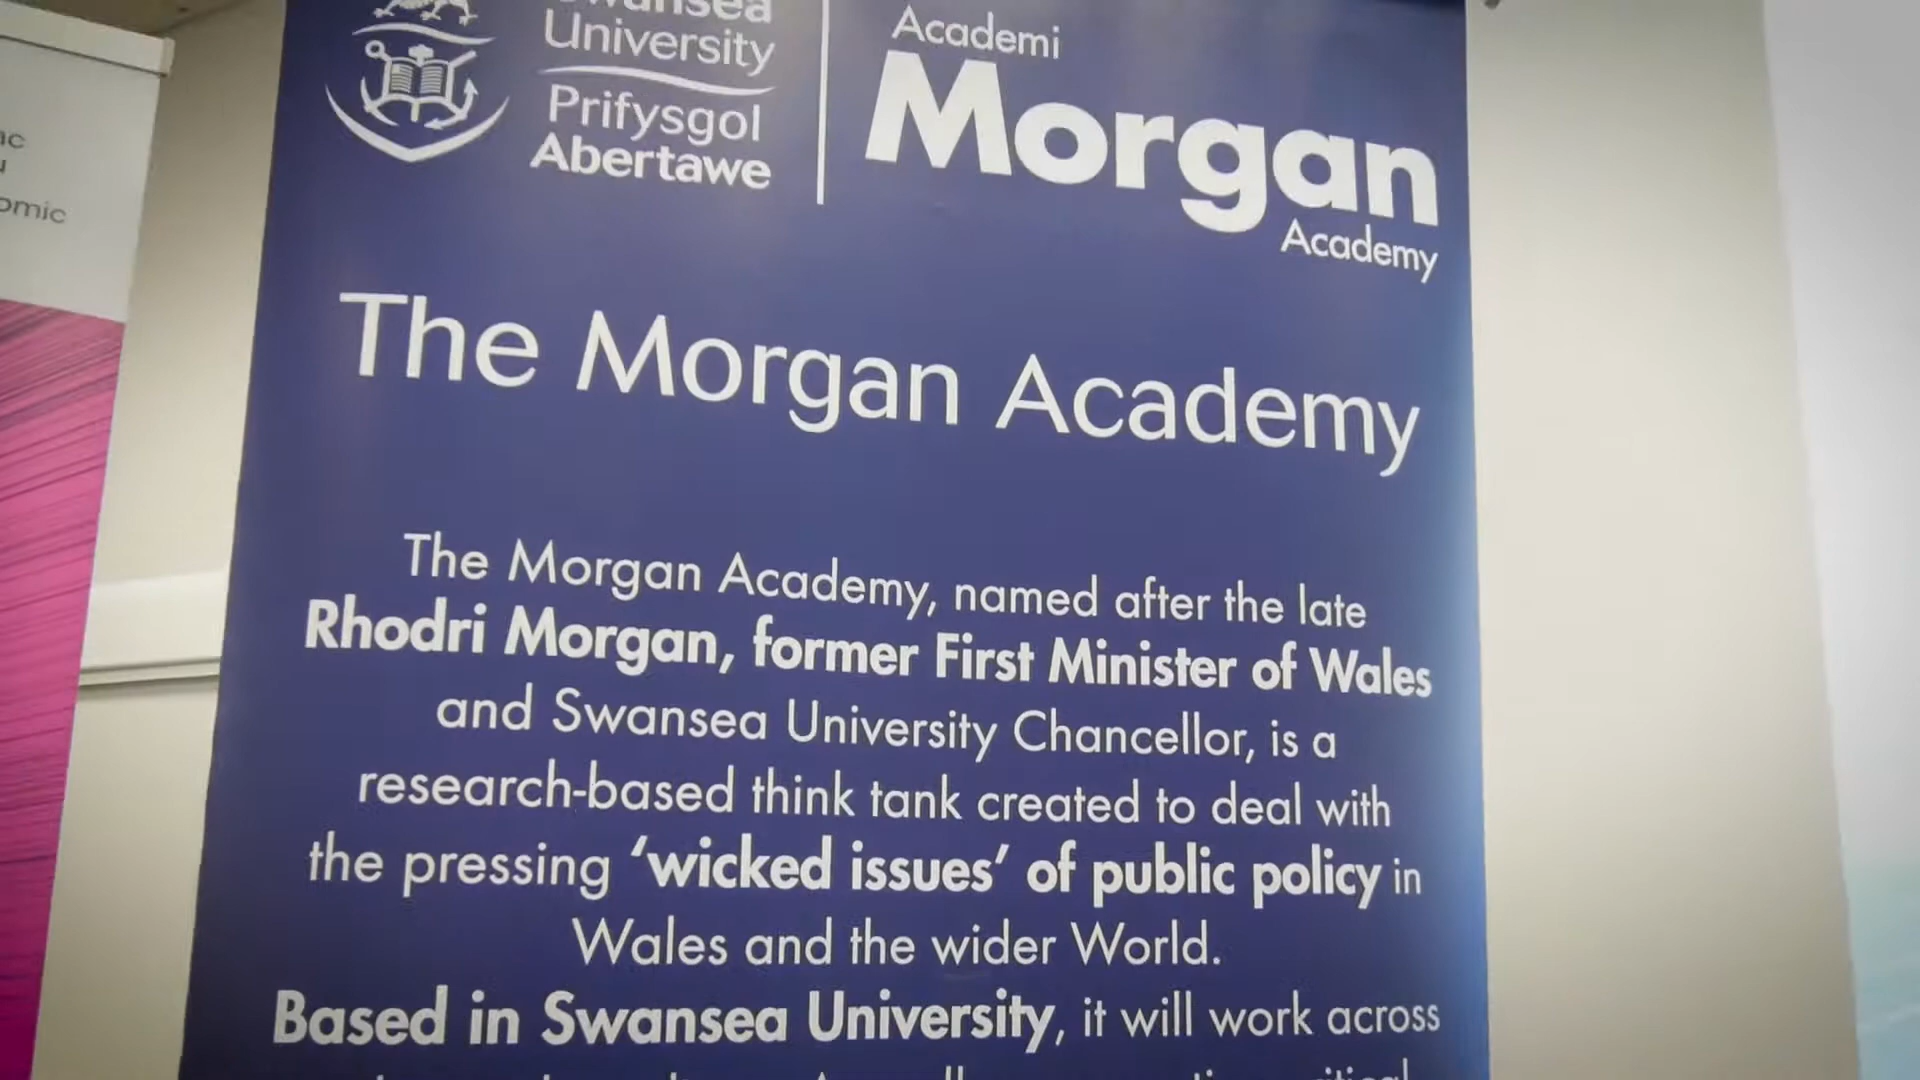 University
Prifysgol
Abertawe
Academi
Morgan
Academy
omic
The Morgan Academy
The Morgan Academy, named after the late
Rhodri Morgan, former First Minister of Wales
and Swansea University Chancellor, is a
research-based think tank created to deal with
the pressing ‘wicked issues’ of public policy in
Wales and the wider World.
Based in Swansea University, it will work across